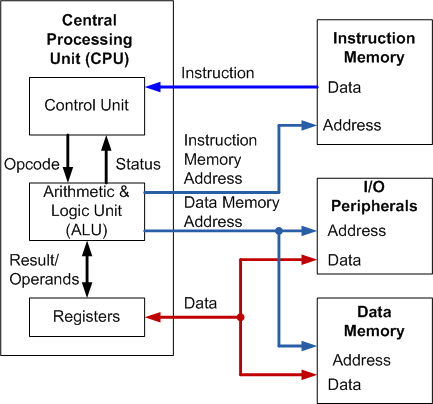 Central
Processing
Unit (CPU)
Control Unit
Opcode
Status
Arithmetic &
Logic Unit
(ALU)
Result/
Operands
Registers
Instruction
Instruction
Memory
Address
Data Memory
Address
Data
Instruction
Memory
Data
Address
I/O
Peripherals
Address
Data
Data
Memory
Address
Data